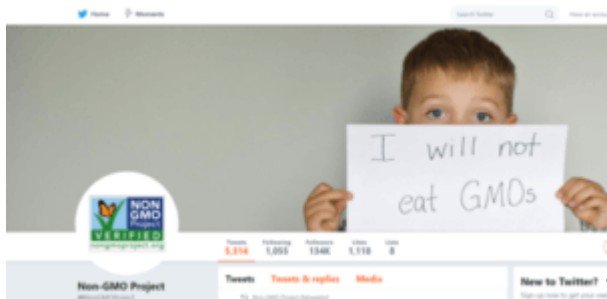 Home Moments Search Twitter
I will not
eat GMOs
NON
GMO
Project
VERIFIED
nongmoproject.org
Tweets Following Followers Likes Lists
5,314 1,055 134K 1,118 8
Non-GMO Project
Tweets Tweets & replies Media
New to Twitter?